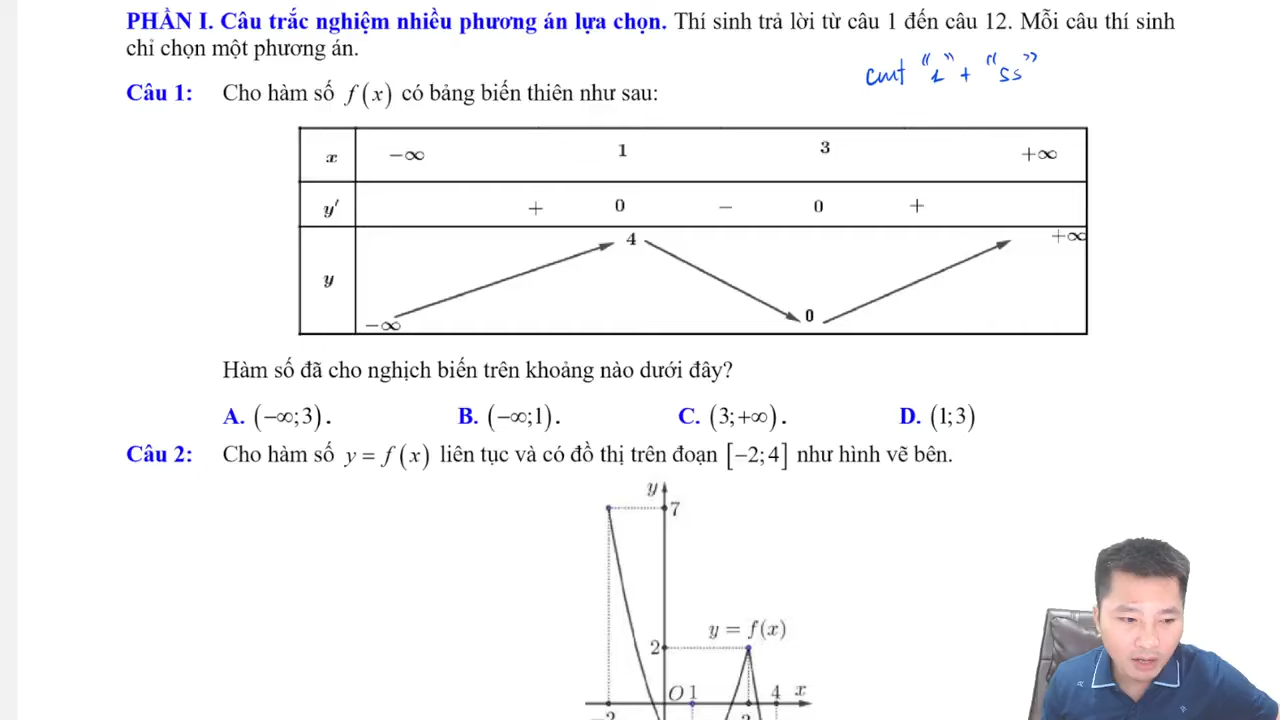 PHẦN I. Câu trắc nghiệm nhiều phương án lựa chọn. Thí sinh trả lời từ câu 1 đến câu 12. Mỗi câu thí sinh
chỉ chọn một phương án.
cmt "1" + "ss"
Câu 1: Cho hàm số f(x) có bảng biến thiên như sau:
x −∞ 1 3 +∞
y′ + 0 − 0 +
4 +∞
y
−∞ 0
Hàm số đã cho nghịch biến trên khoảng nào dưới đây?
A. (−∞;3). B. (−∞;1). C. (3;+∞). D. (1;3)
Câu 2: Cho hàm số y = f(x) liên tục và có đồ thị trên đoạn [−2;4] như hình vẽ bên.
y
7
y = f(x)
2
O 1 4 x
−2